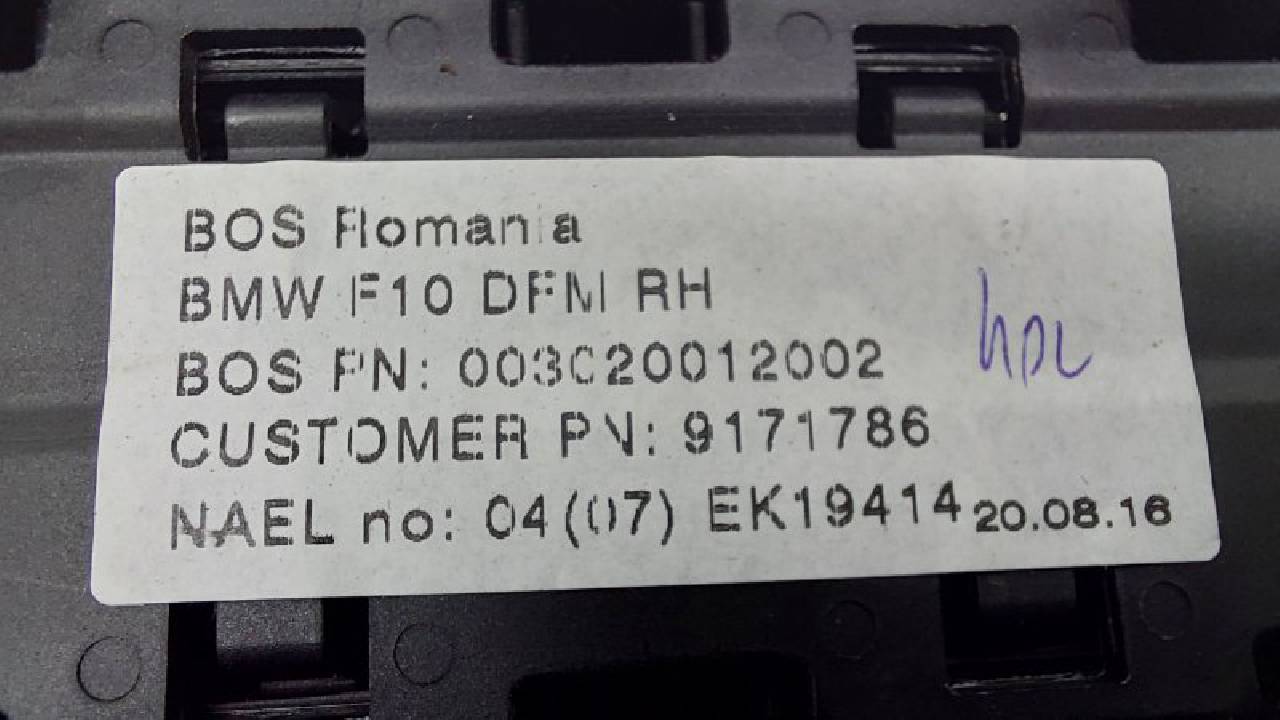 BOS Romania
BMW F10 DFM RH
BOS PN: 003C20012002
CUSTOMER PN: 9171786
NAEL no: 04(07) EK19414 20.08.16